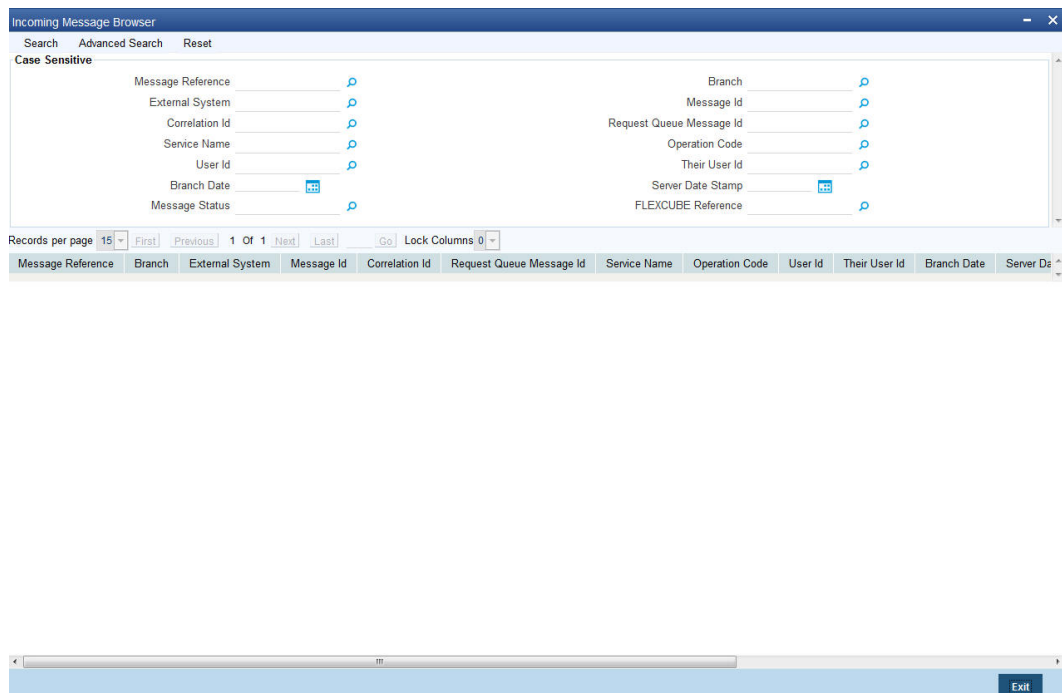 Incoming Message Browser
Search Advanced Search Reset
Case Sensitive
Message Reference Branch
External System Message Id
Correlation Id Request Queue Message Id
Service Name Operation Code
User Id Their User Id
Branch Date Server Date Stamp
Message Status FLEXCUBE Reference
Records per page 15 First Previous 1 Of 1 Next Last Go Lock Columns 0
Message Reference Branch External System Message Id Correlation Id Request Queue Message Id Service Name Operation Code User Id Their User Id Branch Date Server Da
Exit